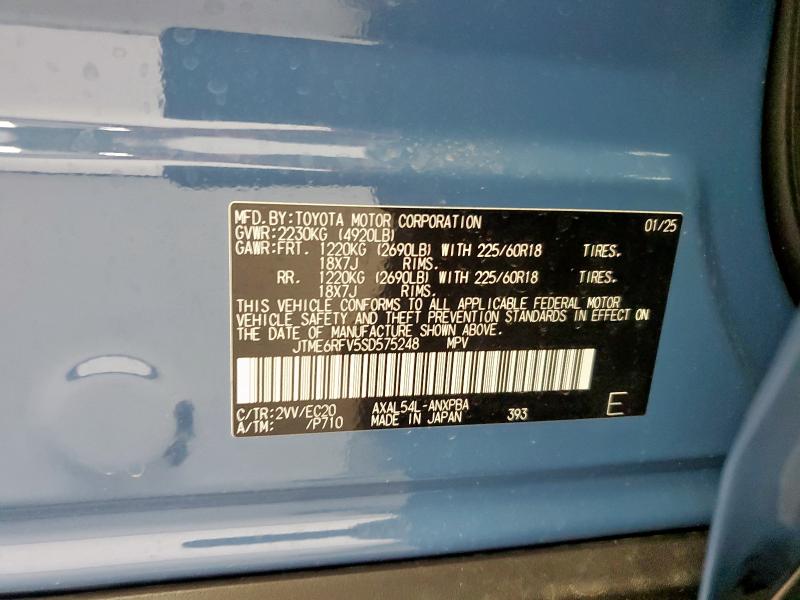 MFD. BY: TOYOTA MOTOR CORPORATION 01/25
GVWR: 2230KG (4920LB)
GAWR: FRT. 1220KG (2690LB) WITH 225/60R18 TIRES.
18X7J RIMS.
RR. 1220KG (2690LB) WITH 225/60R18 TIRES.
18X7J RIMS.
THIS VEHICLE CONFORMS TO ALL APPLICABLE FEDERAL MOTOR
VEHICLE SAFETY AND THEFT PREVENTION STANDARDS IN EFFECT ON
THE DATE OF MANUFACTURE SHOWN ABOVE.
JTME6RFV5SD575248 MPV
C/TR: 2VV/EC20 AXAL54L-ANXPBA
A/TM: /P710 MADE IN JAPAN 393 E